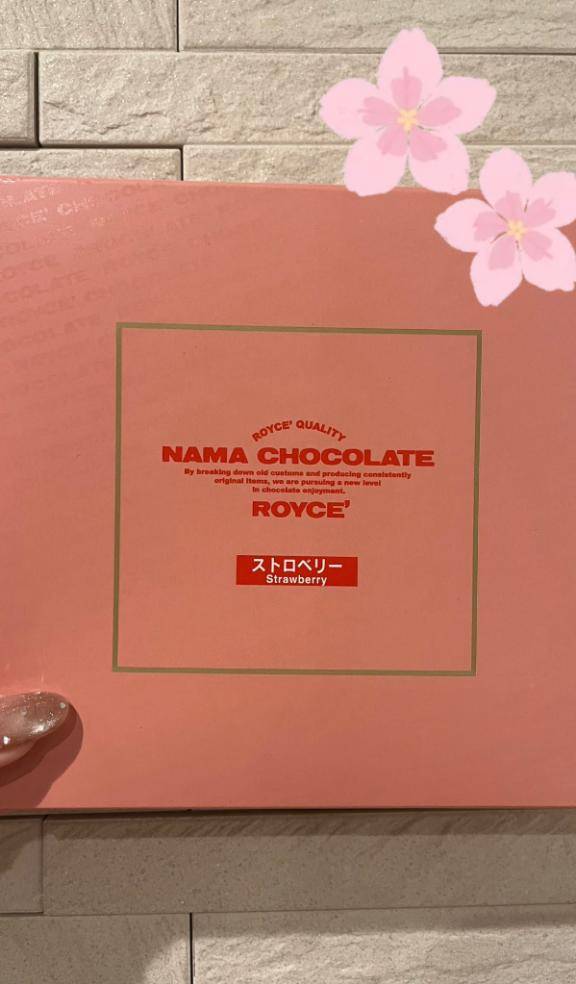 ROYCE' QUALITY
NAMA CHOCOLATE
By breaking down old customs and producing consistently
original items, we are pursuing a new level
in chocolate enjoyment.
ROYCE'
ストロベリー
Strawberry